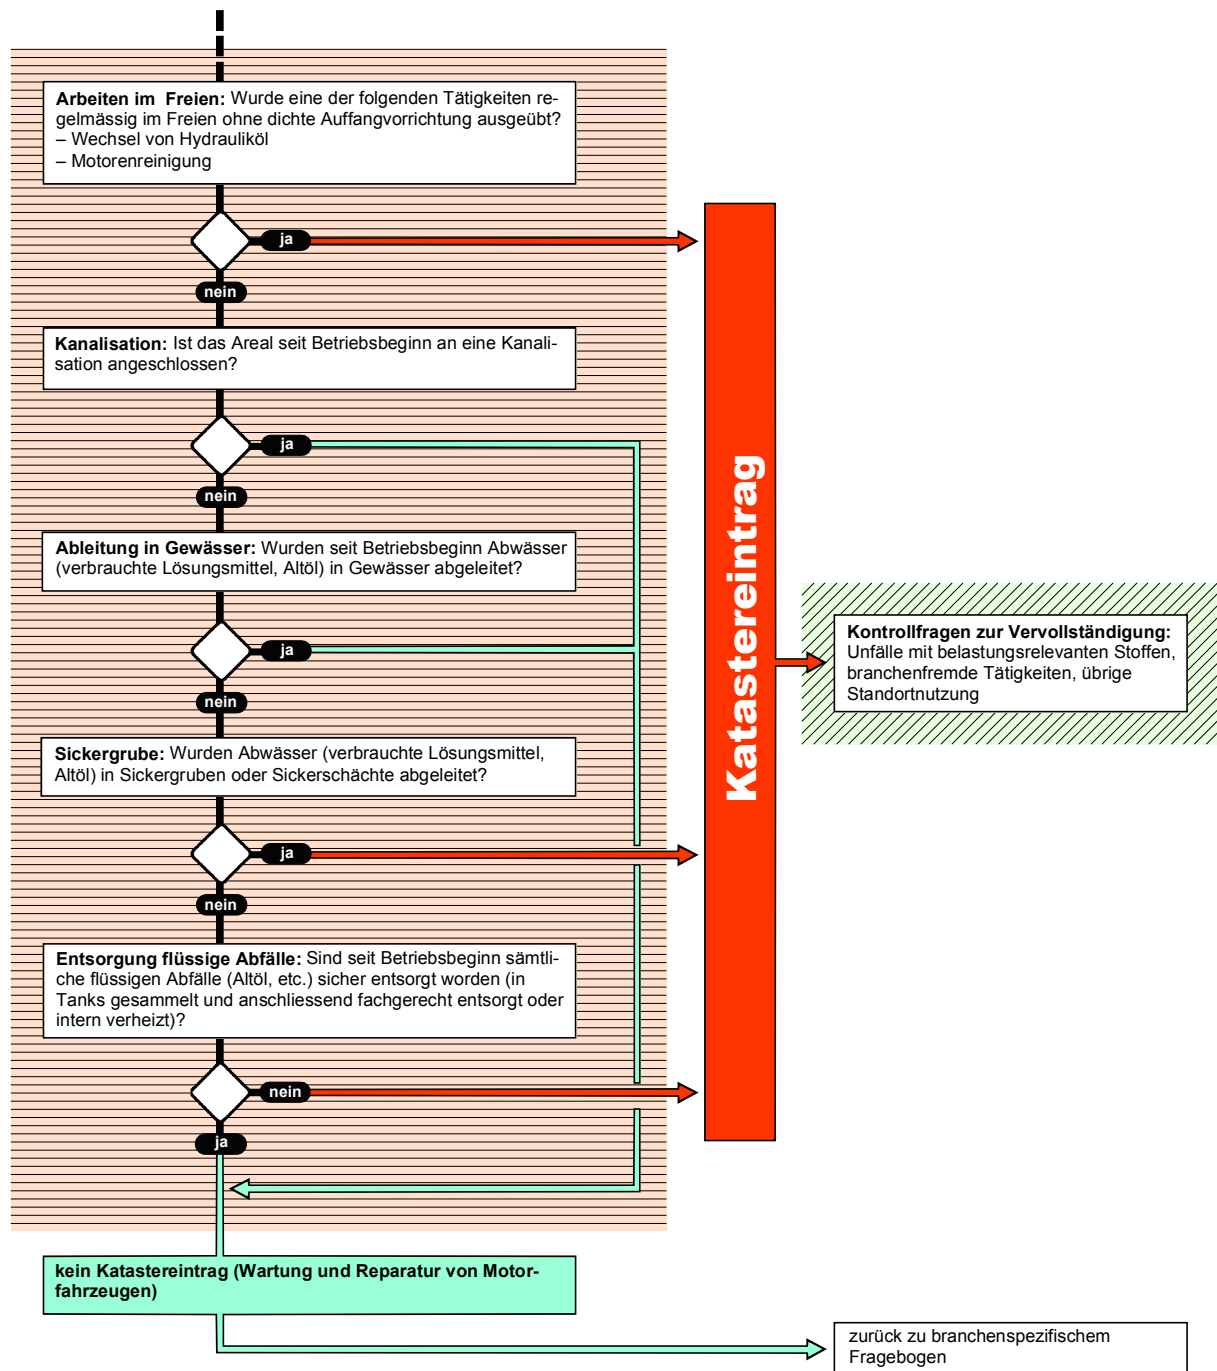 Arbeiten im Freien: Wurde eine der folgenden Tätigkeiten re-
gelmässig im Freien ohne dichte Auffangvorrichtung ausgeübt?
– Wechsel von Hydrauliköl
– Motorenreinigung
ja
nein
Kanalisation: Ist das Areal seit Betriebsbeginn an eine Kanali-
sation angeschlossen?
ja
nein
Ableitung in Gewässer: Wurden seit Betriebsbeginn Abwässer
(verbrauchte Lösungsmittel, Altöl) in Gewässer abgeleitet?
ja
nein
Sickergrube: Wurden Abwässer (verbrauchte Lösungsmittel,
Altöl) in Sickergruben oder Sickerschächte abgeleitet?
ja
nein
Entsorgung flüssige Abfälle: Sind seit Betriebsbeginn sämtli-
che flüssigen Abfälle (Altöl, etc.) sicher entsorgt worden (in
Tanks gesammelt und anschliessend fachgerecht entsorgt oder
intern verheizt)?
nein
ja
Katastereintrag
Kontrollfragen zur Vervollständigung:
Unfälle mit belastungsrelevanten Stoffen,
branchenfremde Tätigkeiten, übrige
Standortnutzung
kein Katastereintrag (Wartung und Reparatur von Motor-
fahrzeugen)
zurück zu branchenspezifischem
Fragebogen